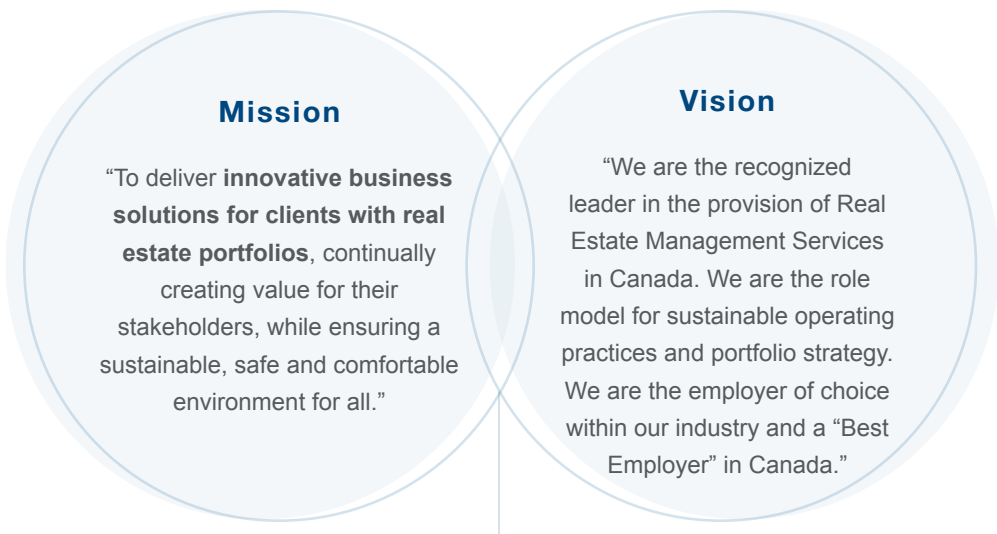 Mission
“To deliver innovative business
solutions for clients with real
estate portfolios, continually
creating value for their
stakeholders, while ensuring a
sustainable, safe and comfortable
environment for all.”
Vision
“We are the recognized
leader in the provision of Real
Estate Management Services
in Canada. We are the role
model for sustainable operating
practices and portfolio strategy.
We are the employer of choice
within our industry and a “Best
Employer” in Canada.”